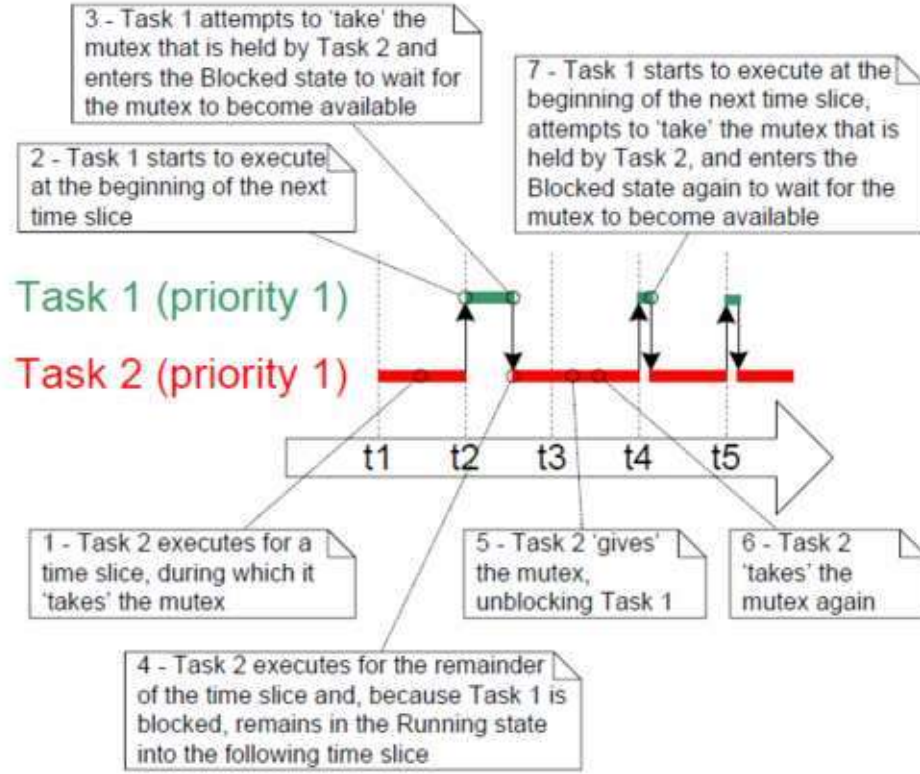 3 - Task 1 attempts to ‘take’ the
mutex that is held by Task 2 and
enters the Blocked state to wait for
the mutex to become available
7 - Task 1 starts to execute at the
beginning of the next time slice,
attempts to ‘take’ the mutex that is
held by Task 2, and enters the
Blocked state again to wait for the
mutex to become available
2 - Task 1 starts to execute
at the beginning of the next
time slice
Task 1 (priority 1)
Task 2 (priority 1)
t1 t2 t3 t4 t5
1 - Task 2 executes for a
time slice, during which it
‘takes’ the mutex
5 - Task 2 ‘gives’
the mutex,
unblocking Task 1
6 - Task 2
‘takes’ the
mutex again
4 - Task 2 executes for the remainder
of the time slice and, because Task 1 is
blocked, remains in the Running state
into the following time slice